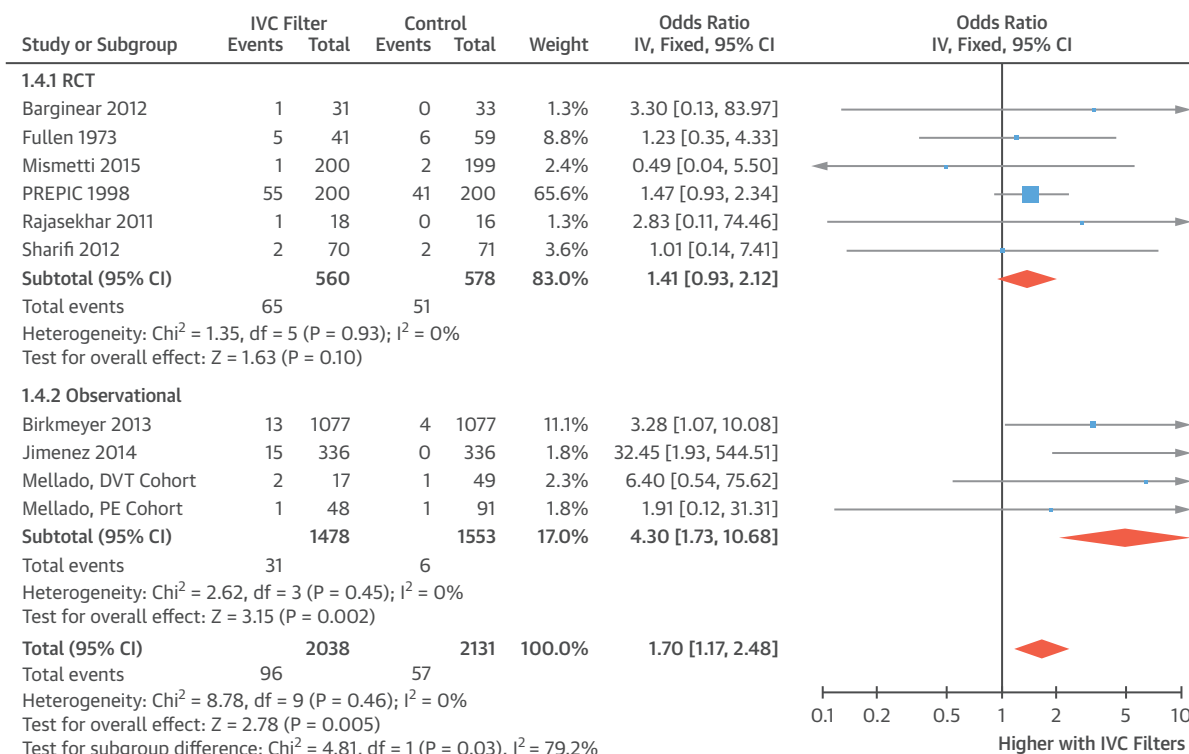 IVC Filter Control Odds Ratio Odds Ratio
Study or Subgroup Events Total Events Total Weight IV, Fixed, 95% CI IV, Fixed, 95% CI
1.4.1 RCT
Barginear 2012 1 31 0 33 1.3% 3.30 [0.13, 83.97]
Fullen 1973 5 41 6 59 8.8% 1.23 [0.35, 4.33]
Mismetti 2015 1 200 2 199 2.4% 0.49 [0.04, 5.50]
PREPIC 1998 55 200 41 200 65.6% 1.47 [0.93, 2.34]
Rajasekhar 2011 1 18 0 16 1.3% 2.83 [0.11, 74.46]
Sharifi 2012 2 70 2 71 3.6% 1.01 [0.14, 7.41]
Subtotal (95% CI) 560 578 83.0% 1.41 [0.93, 2.12]
Total events 65 51
Heterogeneity: Chi² = 1.35, df = 5 (P = 0.93); I² = 0%
Test for overall effect: Z = 1.63 (P = 0.10)
1.4.2 Observational
Birkmeyer 2013 13 1077 4 1077 11.1% 3.28 [1.07, 10.08]
Jimenez 2014 15 336 0 336 1.8% 32.45 [1.93, 544.51]
Mellado, DVT Cohort 2 17 1 49 2.3% 6.40 [0.54, 75.62]
Mellado, PE Cohort 1 48 1 91 1.8% 1.91 [0.12, 31.31]
Subtotal (95% CI) 1478 1553 17.0% 4.30 [1.73, 10.68]
Total events 31 6
Heterogeneity: Chi² = 2.62, df = 3 (P = 0.45); I² = 0%
Test for overall effect: Z = 3.15 (P = 0.002)
Total (95% CI) 2038 2131 100.0% 1.70 [1.17, 2.48]
Total events 96 57
Heterogeneity: Chi² = 8.78, df = 9 (P = 0.46); I² = 0%
Test for overall effect: Z = 2.78 (P = 0.005)
Test for subgroup difference: Chi² = 4.81, df = 1 (P = 0.03), I² = 79.2%
0.1 0.2 0.5 1 2 5 10
Higher with IVC Filters